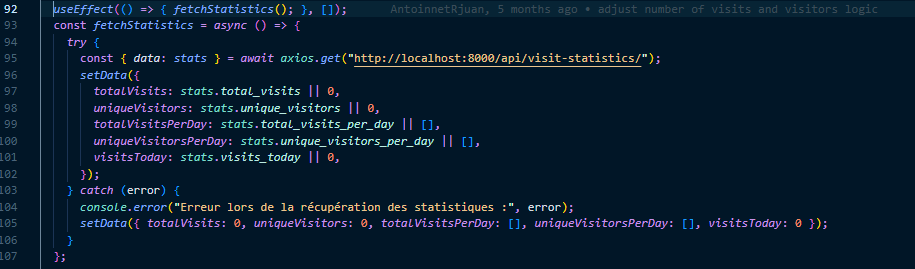 92 useEffect(() => { fetchStatistics(); }, []); AntoinnetRjuan, 5 months ago • adjust number of visits and visitors logic
93 const fetchStatistics = async () => {
94 try {
95 const { data: stats } = await axios.get("http://localhost:8000/api/visit-statistics/");
96 setData({
97 totalVisits: stats.total_visits || 0,
98 uniqueVisitors: stats.unique_visitors || 0,
99 totalVisitsPerDay: stats.total_visits_per_day || [],
100 uniqueVisitorsPerDay: stats.unique_visitors_per_day || [],
101 visitsToday: stats.visits_today || 0,
102 });
103 } catch (error) {
104 console.error("Erreur lors de la récupération des statistiques :", error);
105 setData({ totalVisits: 0, uniqueVisitors: 0, totalVisitsPerDay: [], uniqueVisitorsPerDay: [], visitsToday: 0 });
106 }
107 };